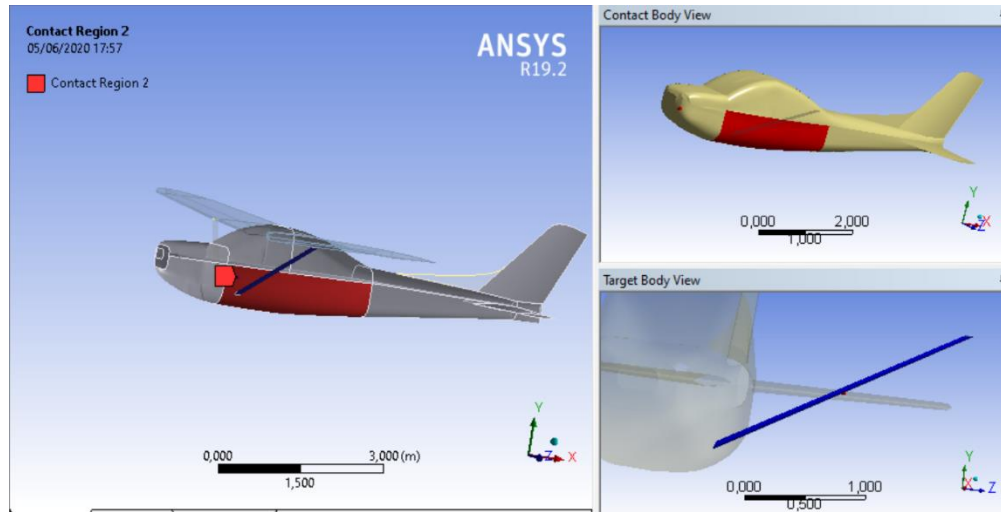 Contact Region 2
05/06/2020 17:57
Contact Region 2
ANSYS
R19.2
0,000
3,000 (m)
1,500
Y
Z
X
Contact Body View
0,000
2,000
1,000
Y
Z
Target Body View
0,000
1,000
0,500
Y
X
Z